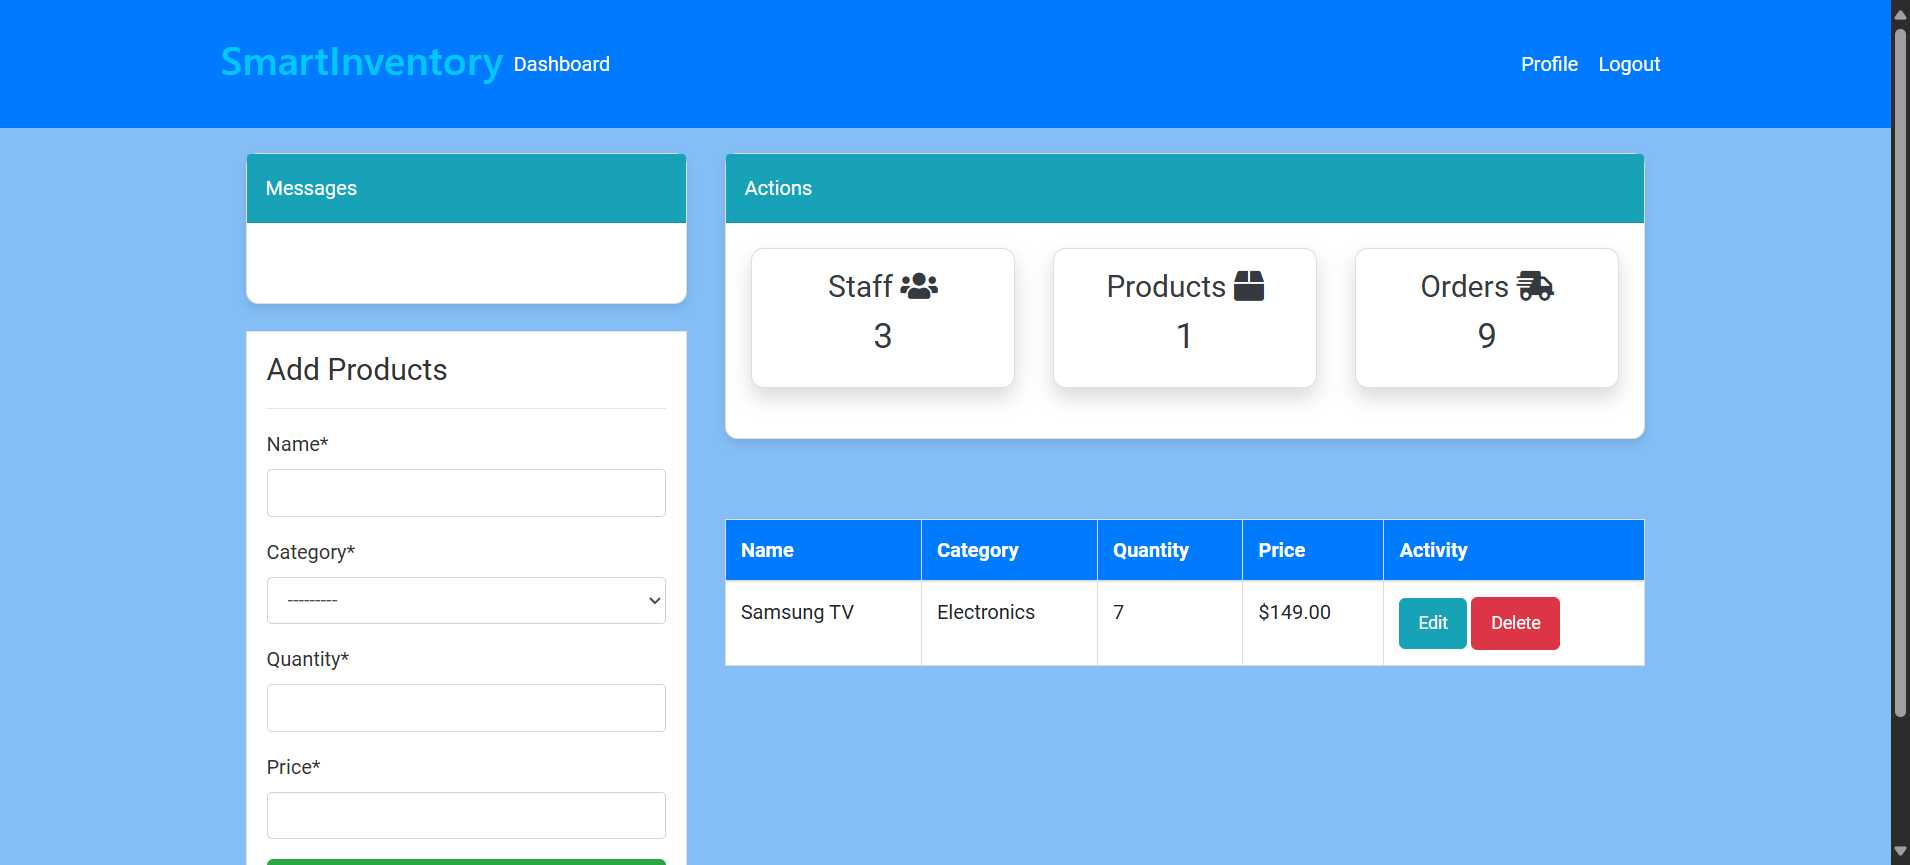 SmartInventory Dashboard
Profile Logout
Messages
Add Products
Name*
Category*
---------
Quantity*
Price*
Actions
Staff
3
Products
1
Orders
9
Name Category Quantity Price Activity
Samsung TV Electronics 7 $149.00 Edit Delete